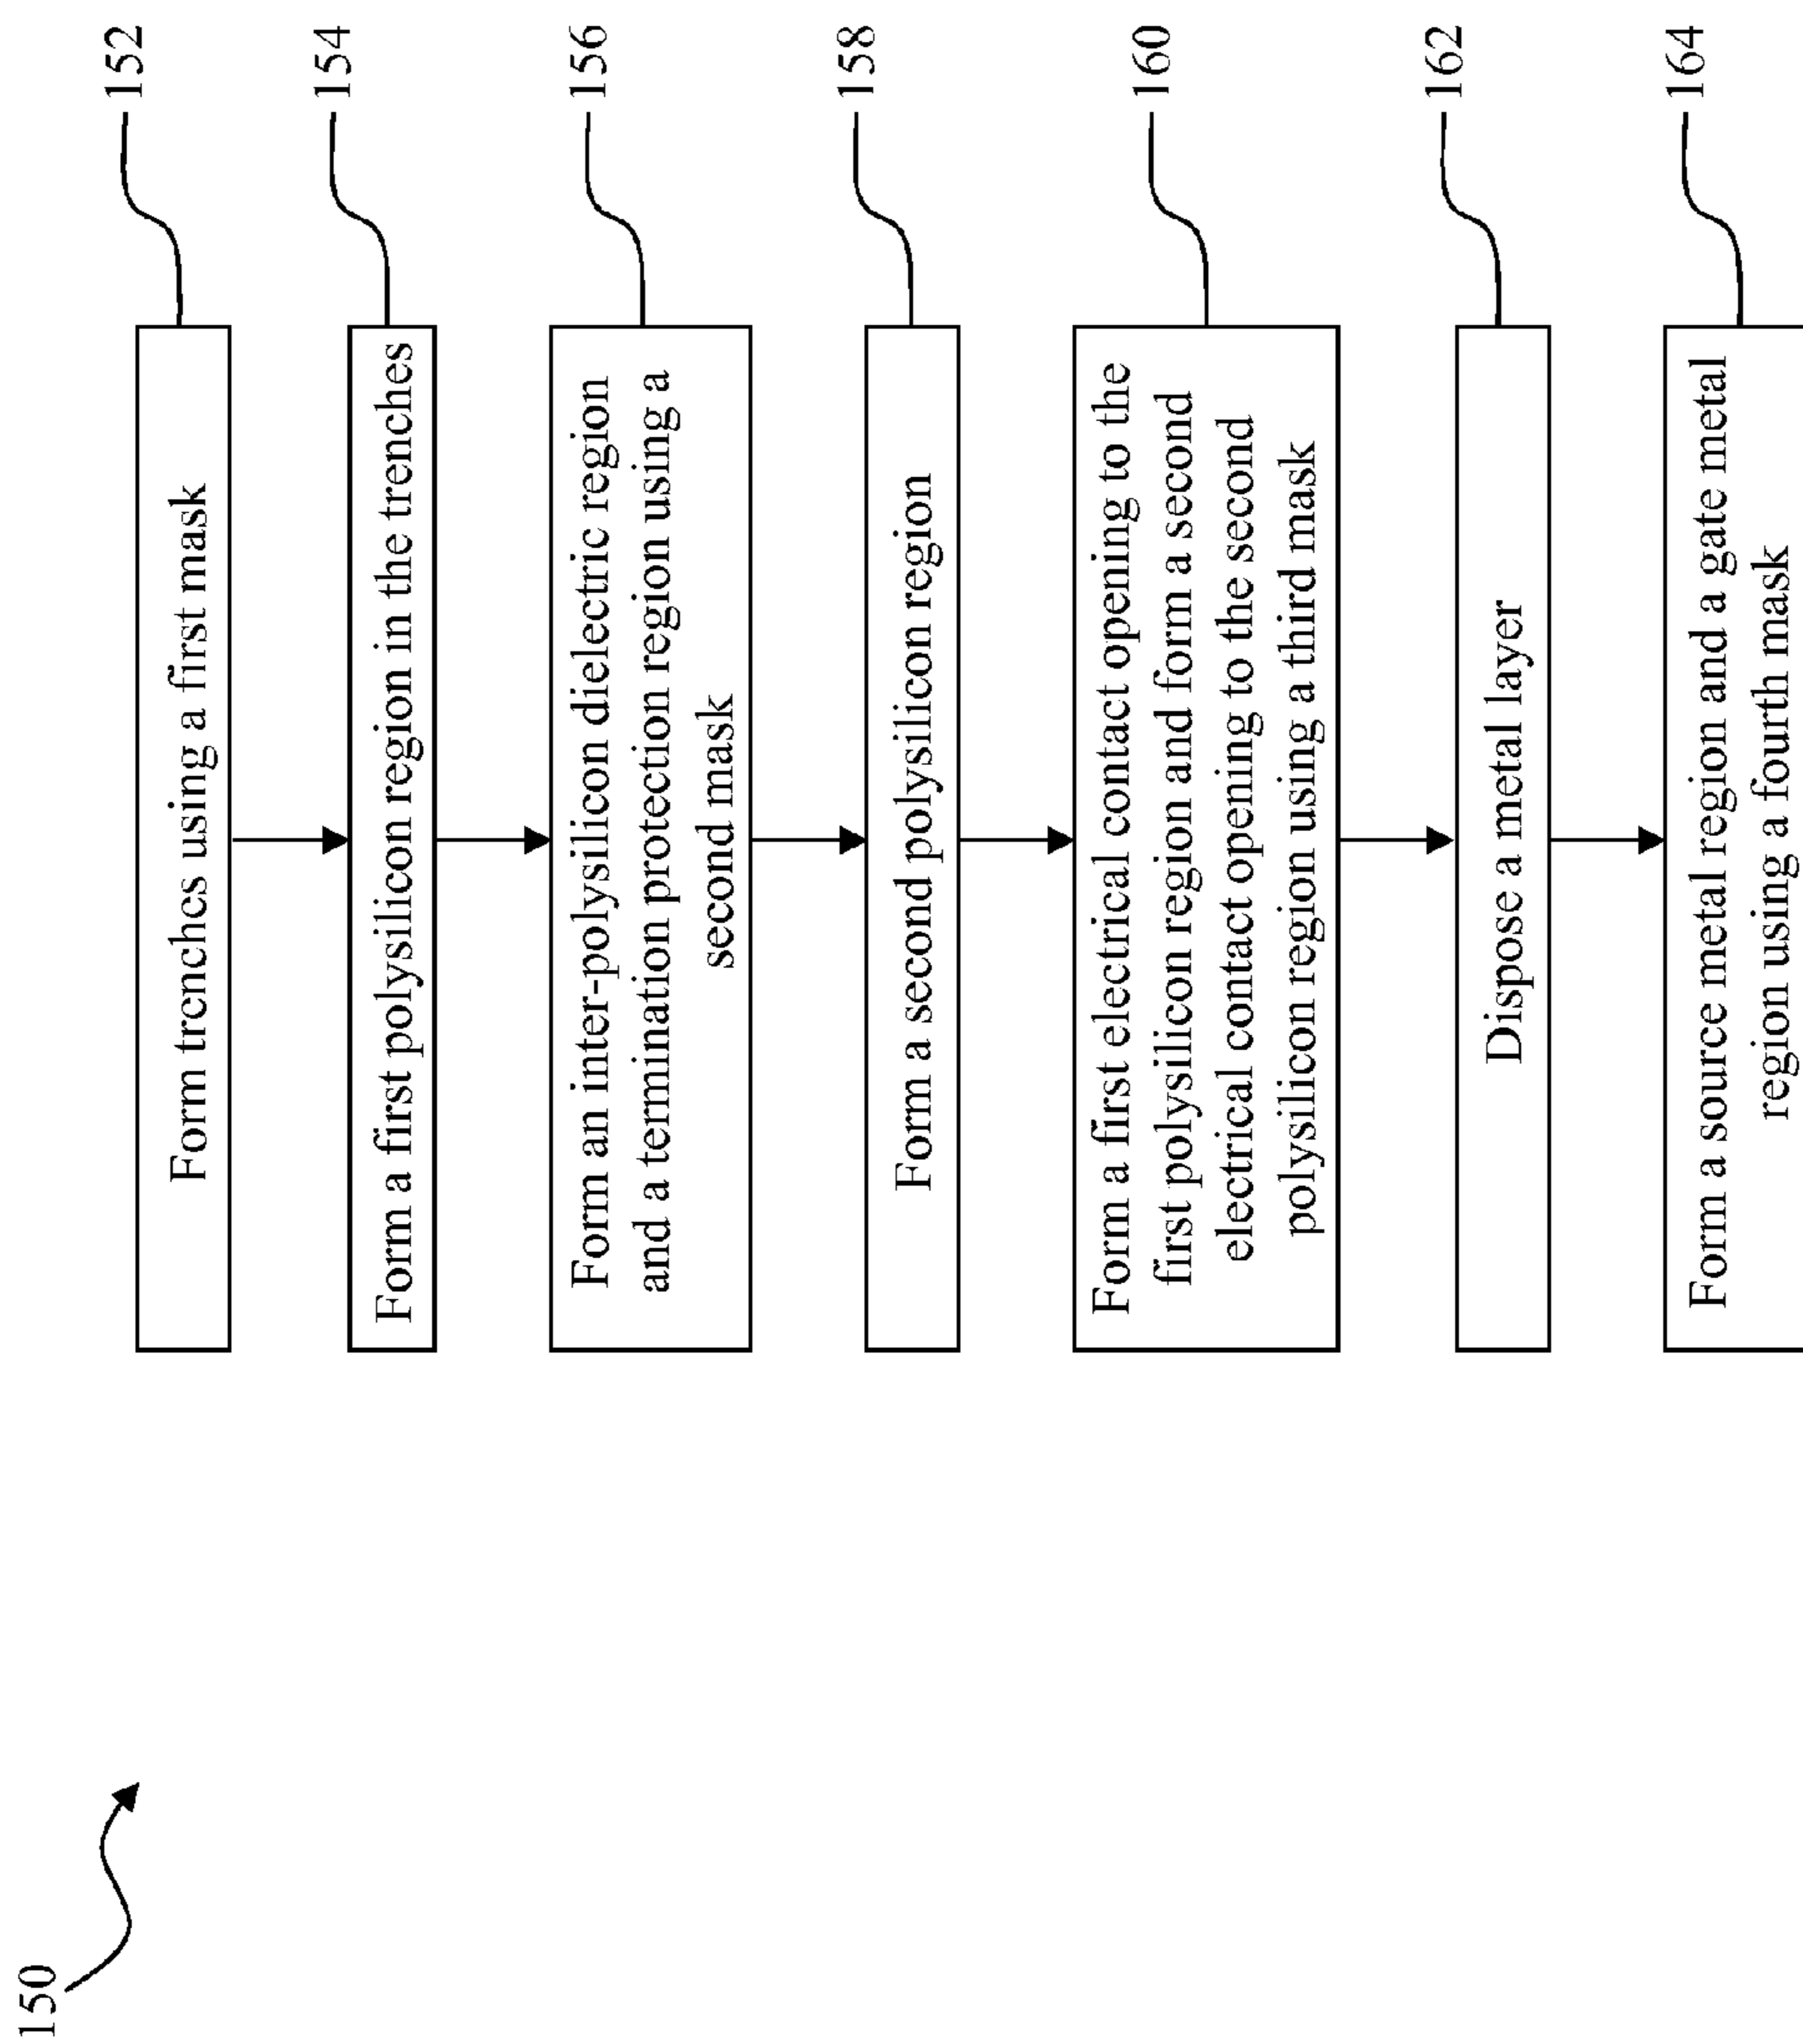 150
Form trenches using a first mask
152
Form a first polysilicon region in the trenches
154
Form an inter-polysilicon dielectric region
and a termination protection region using a
second mask
156
Form a second polysilicon region
158
Form a first electrical contact opening to the
first polysilicon region and form a second
electrical contact opening to the second
polysilicon region using a third mask
160
Dispose a metal layer
162
Form a source metal region and a gate metal
region using a fourth mask
164